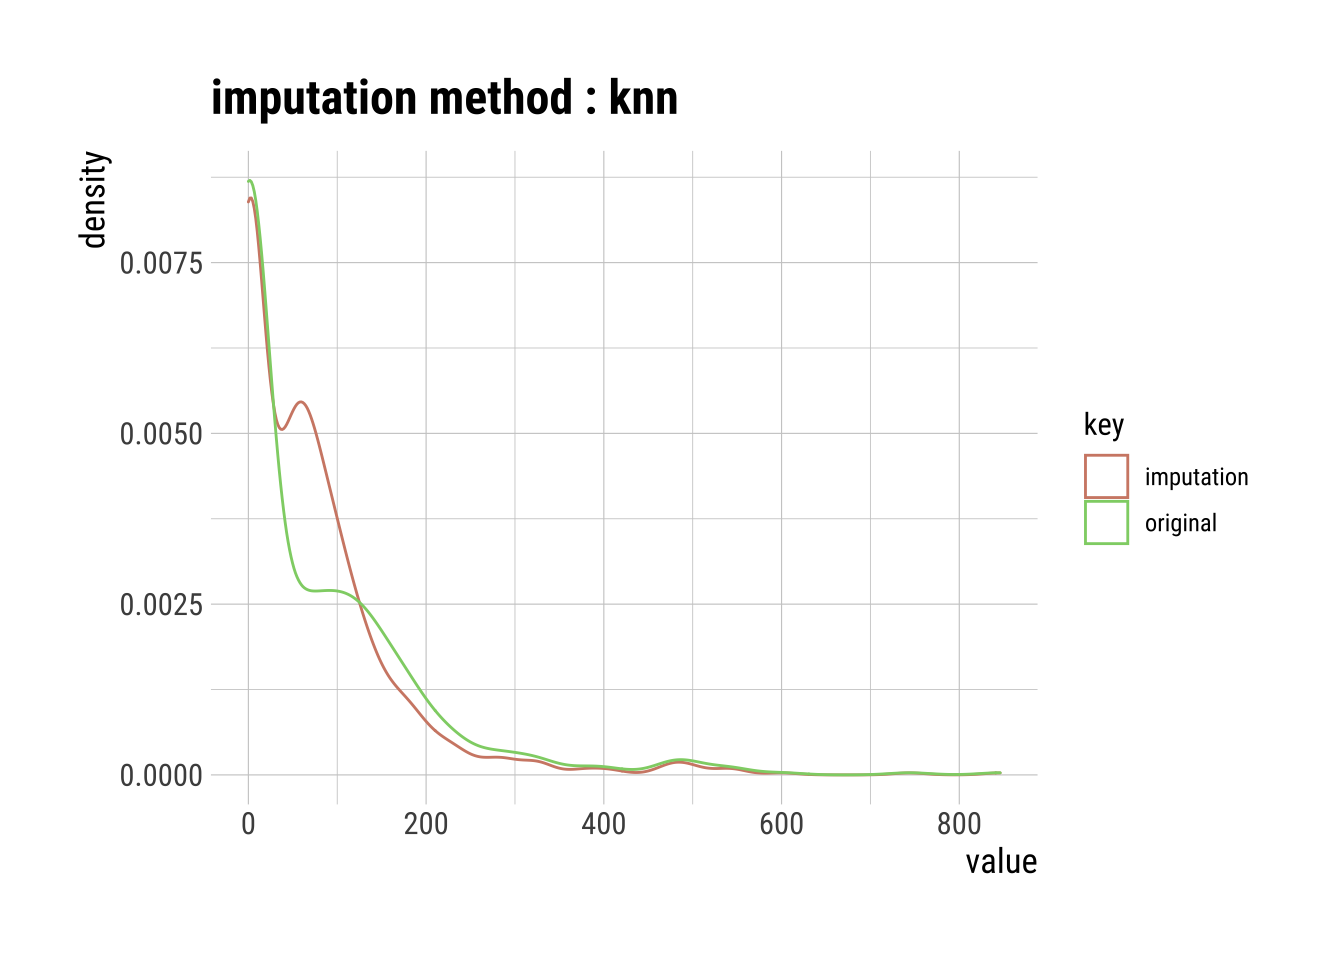 imputation method : knn
density
0.0075
0.0050
0.0025
0.0000
0 200 400 600 800
value
key
imputation
original